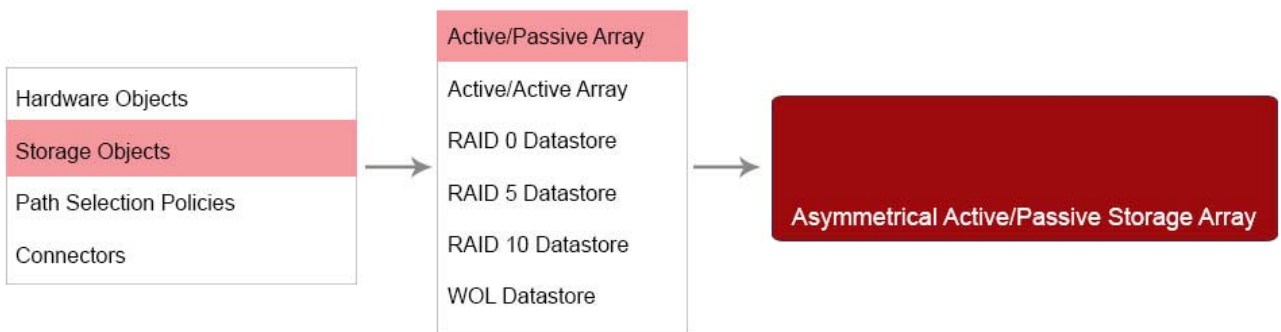 Hardware Objects
Storage Objects
Path Selection Policies
Connectors
Active/Passive Array
Active/Active Array
RAID 0 Datastore
RAID 5 Datastore
RAID 10 Datastore
WOL Datastore
Asymmetrical Active/Passive Storage Array